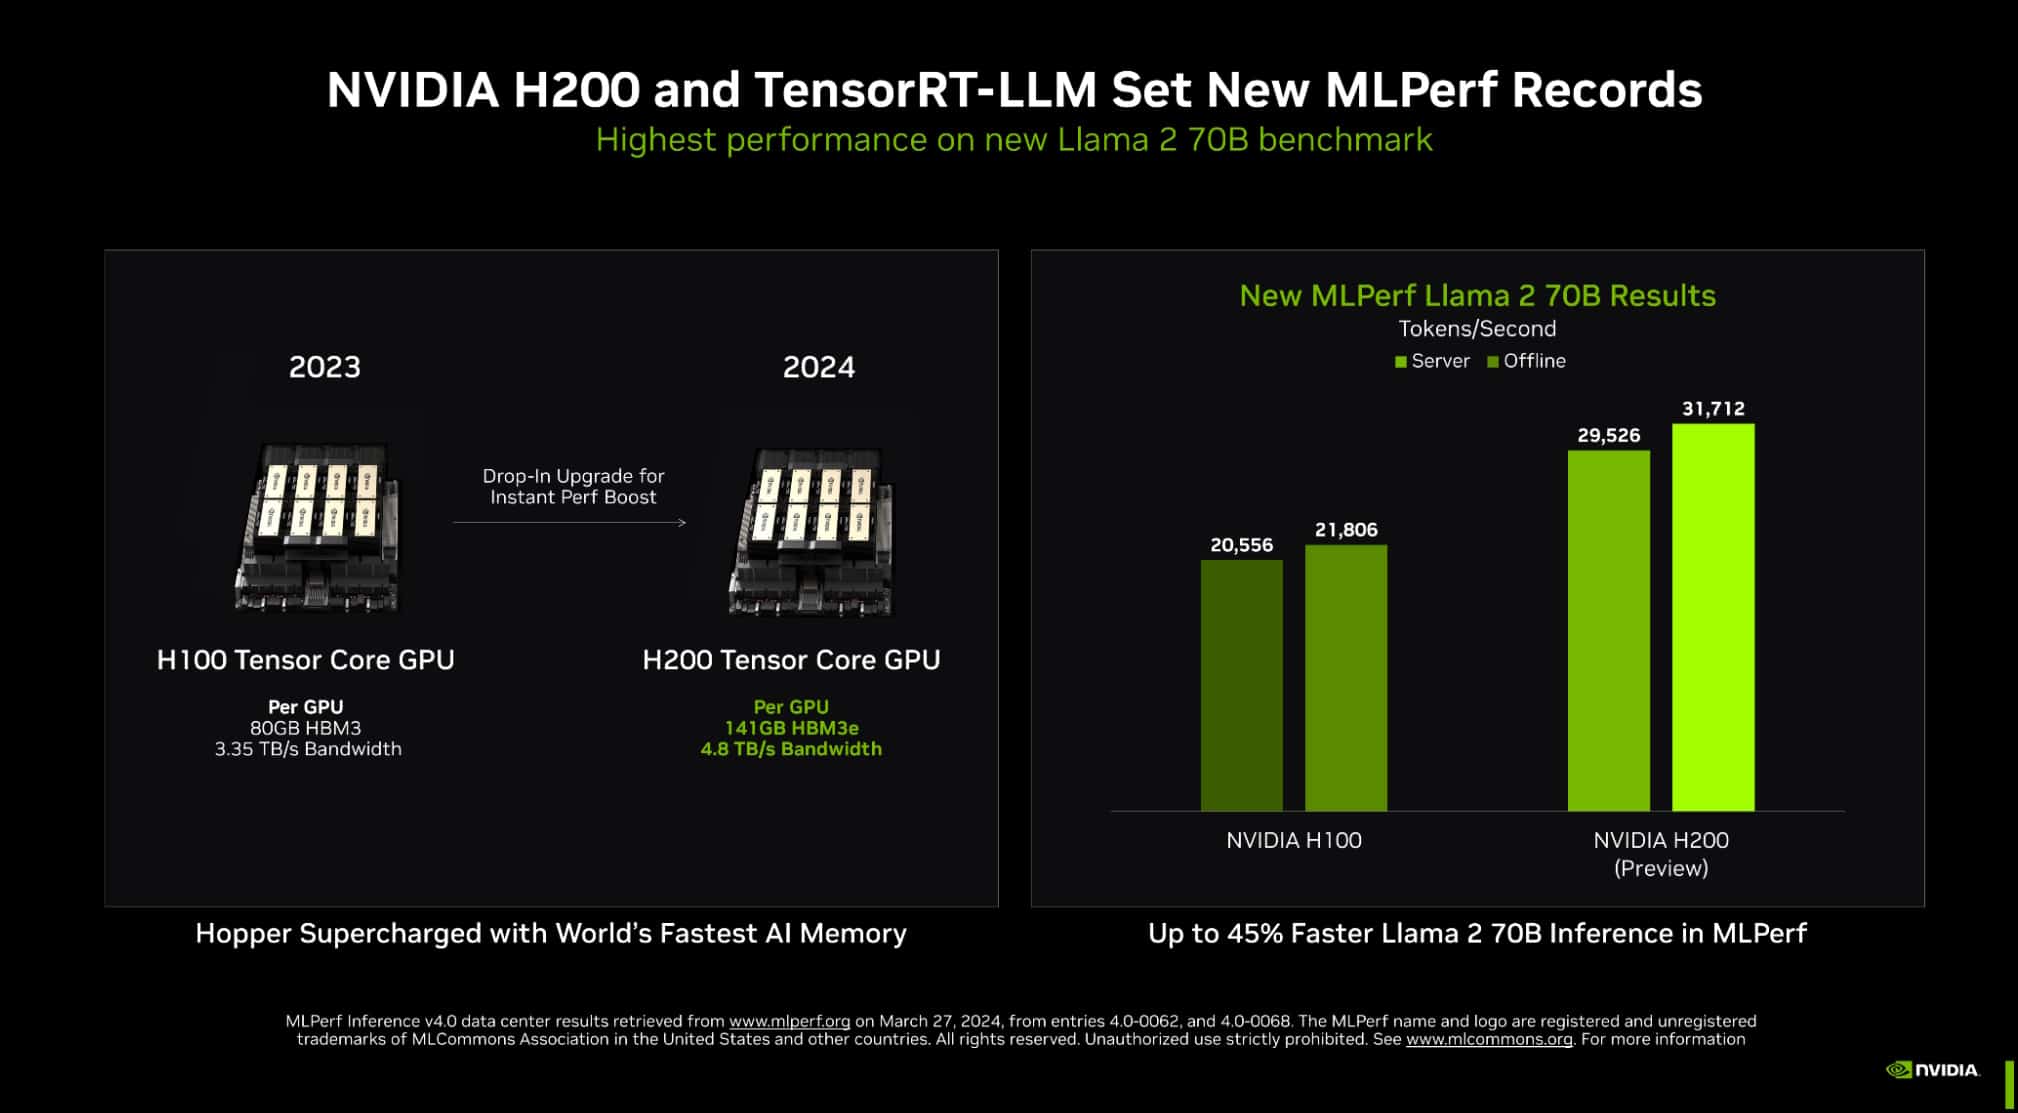 NVIDIA H200 and TensorRT-LLM Set New MLPerf Records
Highest performance on new Llama 2 70B benchmark
2023
2024
Drop-In Upgrade for
Instant Perf Boost
H100 Tensor Core GPU
Per GPU
80GB HBM3
3.35 TB/s Bandwidth
H200 Tensor Core GPU
Per GPU
141GB HBM3e
4.8 TB/s Bandwidth
Hopper Supercharged with World’s Fastest AI Memory
New MLPerf Llama 2 70B Results
Tokens/Second
Server Offline
20,556
21,806
29,526
31,712
NVIDIA H100
NVIDIA H200
(Preview)
Up to 45% Faster Llama 2 70B Inference in MLPerf
MLPerf Inference v4.0 data center results retrieved from www.mlperf.org on March 27, 2024, from entries 4.0-0062, and 4.0-0068. The MLPerf name and logo are registered and unregistered
trademarks of MLCommons Association in the United States and other countries. All rights reserved. Unauthorized use strictly prohibited. See www.mlcommons.org. For more information
NVIDIA.